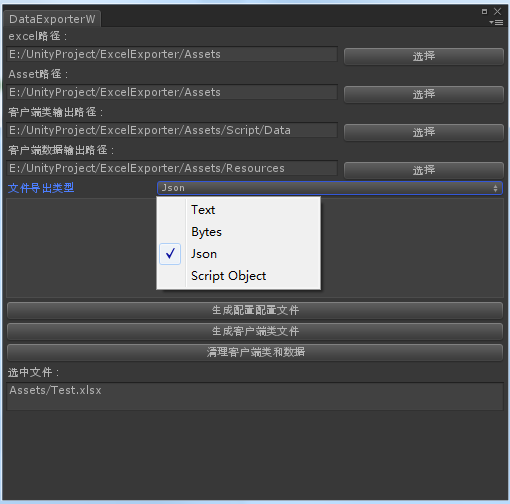 DataExporterW
excel路径：
E:/UnityProject/ExcelExporter/Assets 选择
Asset路径：
E:/UnityProject/ExcelExporter/Assets 选择
客户端类输出路径：
E:/UnityProject/ExcelExporter/Assets/Script/Data 选择
客户端数据输出路径：
E:/UnityProject/ExcelExporter/Assets/Resources 选择
文件导出类型 Json
Text
Bytes
Json
Script Object
生成配置配置文件
生成客户端类文件
清理客户端类和数据
选中文件：
Assets/Test.xlsx